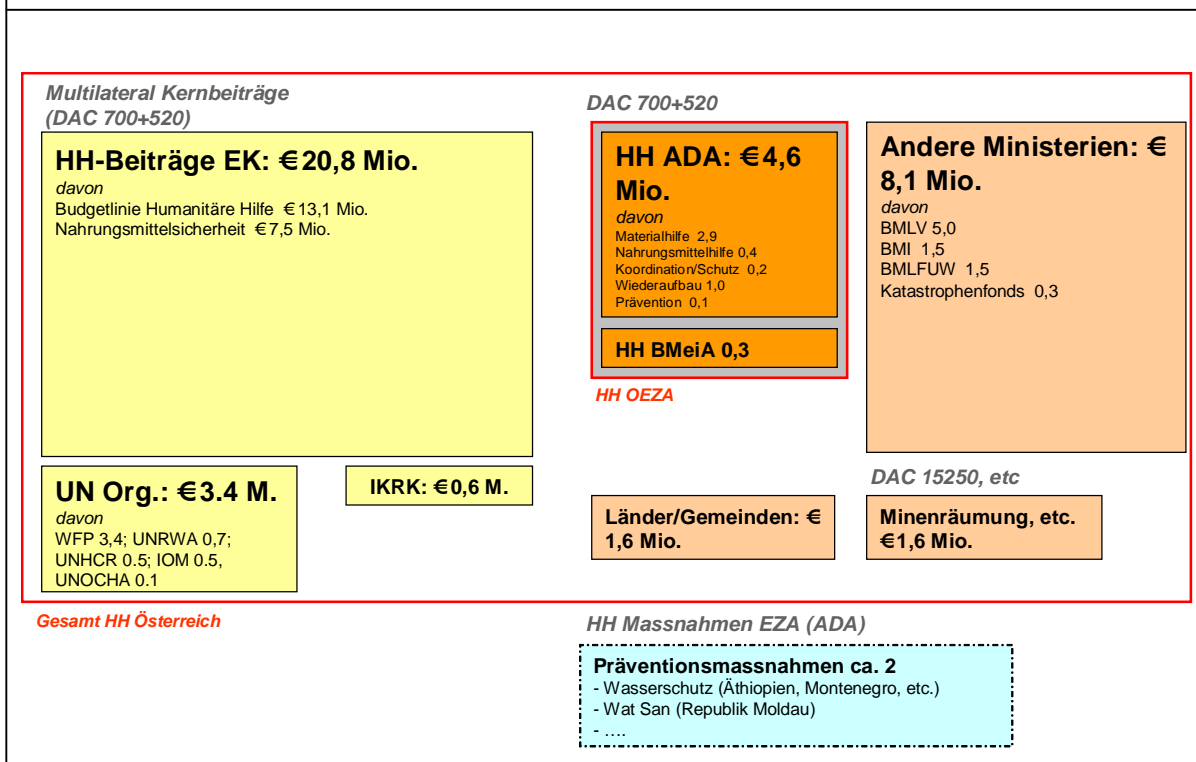 Multilateral Kernbeiträge
(DAC 700+520)
HH-Beiträge EK: € 20,8 Mio.
davon
Budgetlinie Humanitäre Hilfe € 13,1 Mio.
Nahrungsmittelsicherheit € 7,5 Mio.
UN Org.: €3.4 M.
davon
WFP 3,4; UNRWA 0,7;
UNHCR 0.5; IOM 0.5,
UNOCHA 0.1
IKRK: € 0,6 M.
DAC 700+520
HH ADA: € 4,6
Mio.
davon
Materialhilfe 2,9
Nahrungsmittelhilfe 0,4
Koordination/Schutz 0,2
Wiederaufbau 1,0
Prävention 0,1
HH BMeiA 0,3
HH OEZA
Andere Ministerien: €
8,1 Mio.
davon
BMLV 5,0
BMI 1,5
BMLFUW 1,5
Katastrophenfonds 0,3
DAC 15250, etc
Länder/Gemeinden: €
1,6 Mio.
Minenräumung, etc.
€1,6 Mio.
Gesamt HH Österreich
HH Massnahmen EZA (ADA)
Präventionsmassnahmen ca. 2
- Wasserschutz (Äthiopien, Montenegro, etc.)
- Wat San (Republik Moldau)
- ….